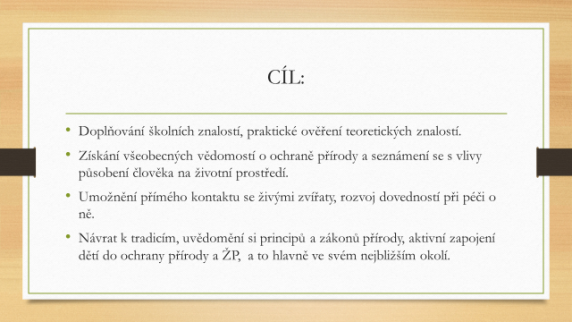 CÍL:
• Doplňování školních znalostí, praktické ověření teoretických znalostí.
• Získání všeobecných vědomostí o ochraně přírody a seznámení se s vlivy
působení člověka na životní prostředí.
• Umožnění přímého kontaktu se živými zvířaty, rozvoj dovedností při péči o
ně.
• Návrat k tradicím, uvědomění si principů a zákonů přírody, aktivní zapojení
dětí do ochrany přírody a ŽP, a to hlavně ve svém nejbližším okolí.